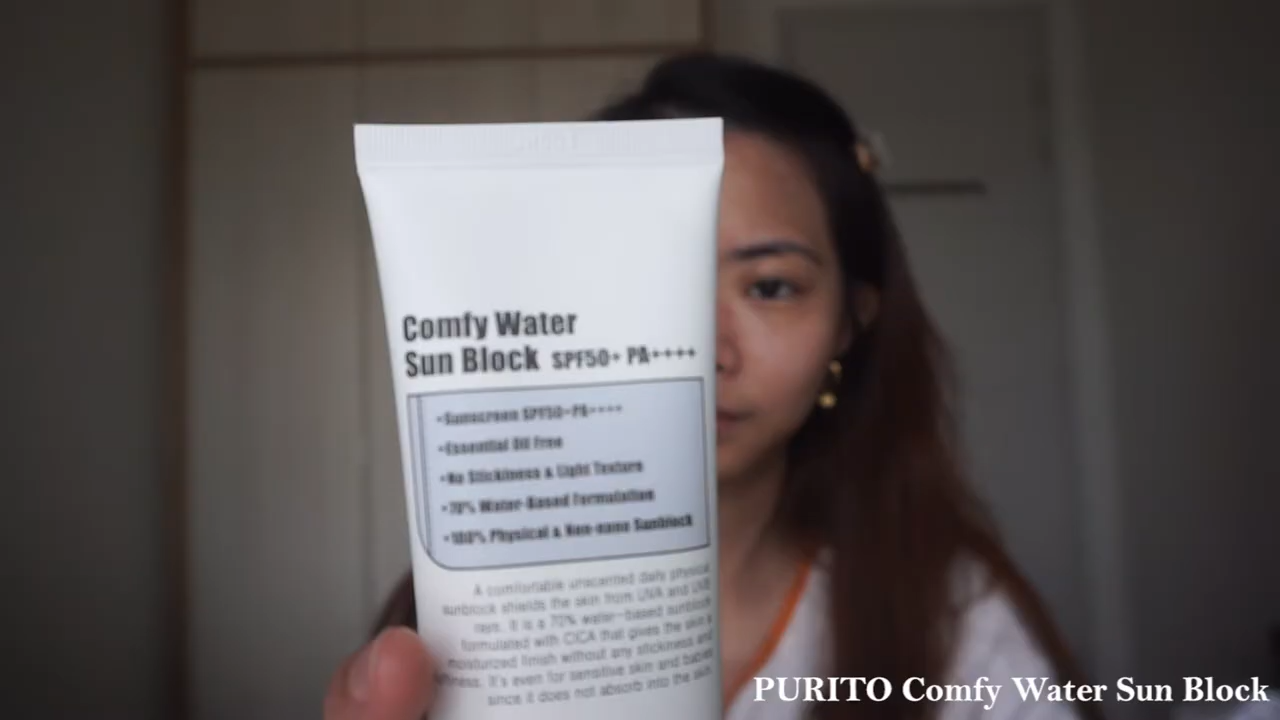 Comfy Water
Sun Block SPF50+ PA++++
•Sunscreen SPF50+PA++++
•Essential Oil Free
•No Stickiness & Light Texture
•70% Water-Based Formulation
•100% Physical & Non-nano Sunblock
A comfortable unscented daily physical
sunblock shields the skin from UVA and UVB
rays. It is a 70% water-based sunblock
formulated with CICA that gives the skin a
moisturized finish without any stickiness and
It's even for sensitive skin and babies
since it does not absorb into the skin.
PURITO Comfy Water Sun Block